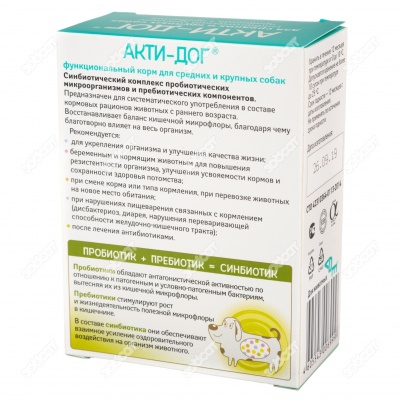 АКТИ-ДОГ®
функциональный корм для средних и крупных собак
Синбиотический комплекс пробиотических
микроорганизмов и пребиотических компонентов.
Предназначен для систематического употребления в составе
кормовых рационов животных с раннего возраста.
Восстанавливает баланс кишечной микрофлоры, благодаря чему
благотворно влияет на весь организм.
Рекомендуется:
• для укрепления организма и улучшения качества жизни;
• беременным и кормящим животным для повышения
резистентности организма, улучшения усвояемости кормов и
сохранности здоровья потомства;
• при смене корма или типа кормления, при перевозке животных
на новое место обитания;
• при нарушениях пищеварения связанных с кормлением
(дисбактериоз, диарея, нарушения переваривающей
способности желудочно-кишечного тракта);
• после лечения антибиотиками.
ПРОБИОТИК + ПРЕБИОТИК = СИНБИОТИК
Пробиотики обладают антагонистической активностью по
отношению к патогенным и условно-патогенным бактериям,
вытесняя их из кишечной микрофлоры.
Пребиотики стимулируют рост
и жизнедеятельность полезной микрофлоры
в кишечнике.
В составе синбиотика они обеспечивают
взаимное усиление оздоровительного
воздействия на организм животного.
26.09.19